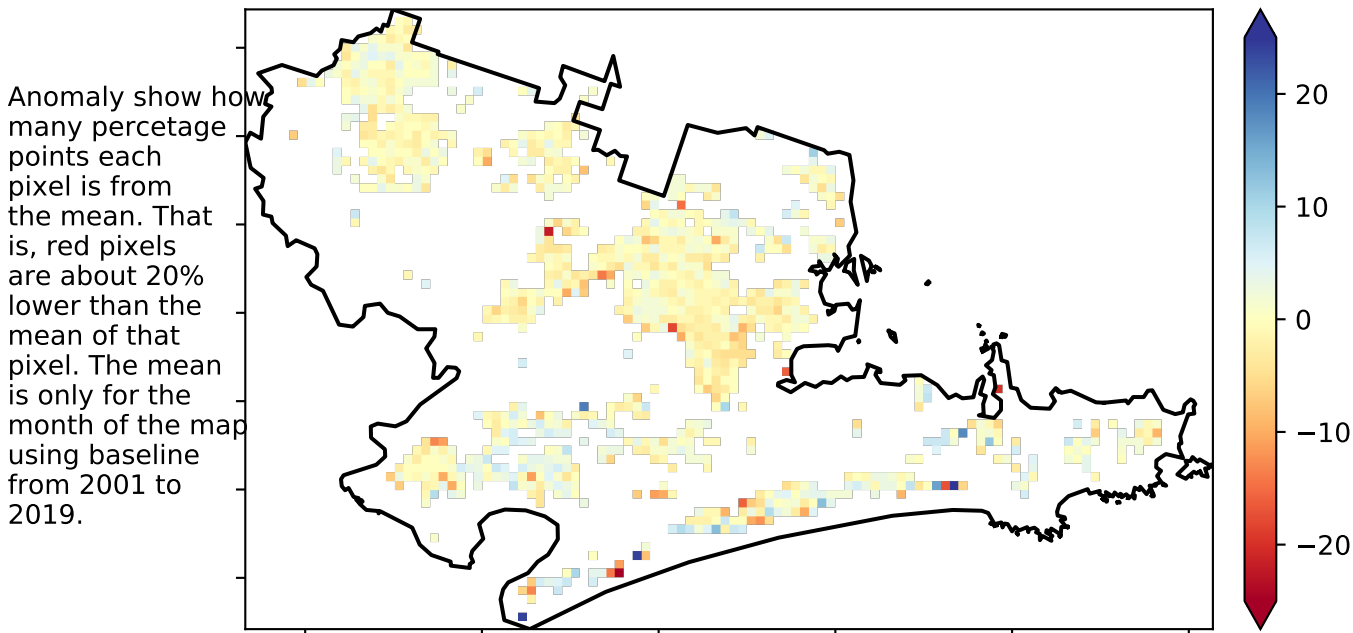 Anomaly show how
many percetage
points each
pixel is from
the mean. That
is, red pixels
are about 20%
lower than the
mean of that
pixel. The mean
is only for the
month of the map
using baseline
from 2001 to
2019.
20
10
0
−10
−20